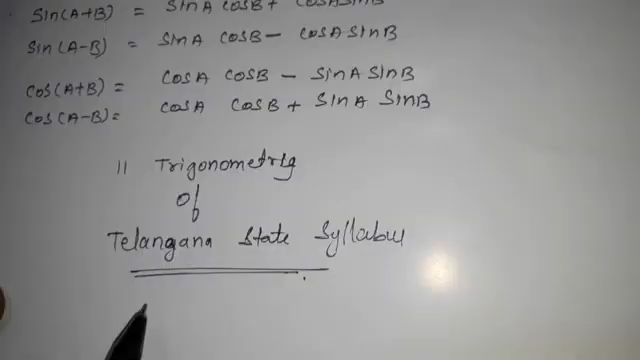 Sin(A+B) = SinA CosB + CosA SinB
Sin(A-B) = SinA CosB - CosA SinB
Cos(A+B) = CosA CosB - SinA SinB
Cos(A-B) = CosA CosB + SinA SinB
11 Trigonometrig
Of
Telangana State Syllabus